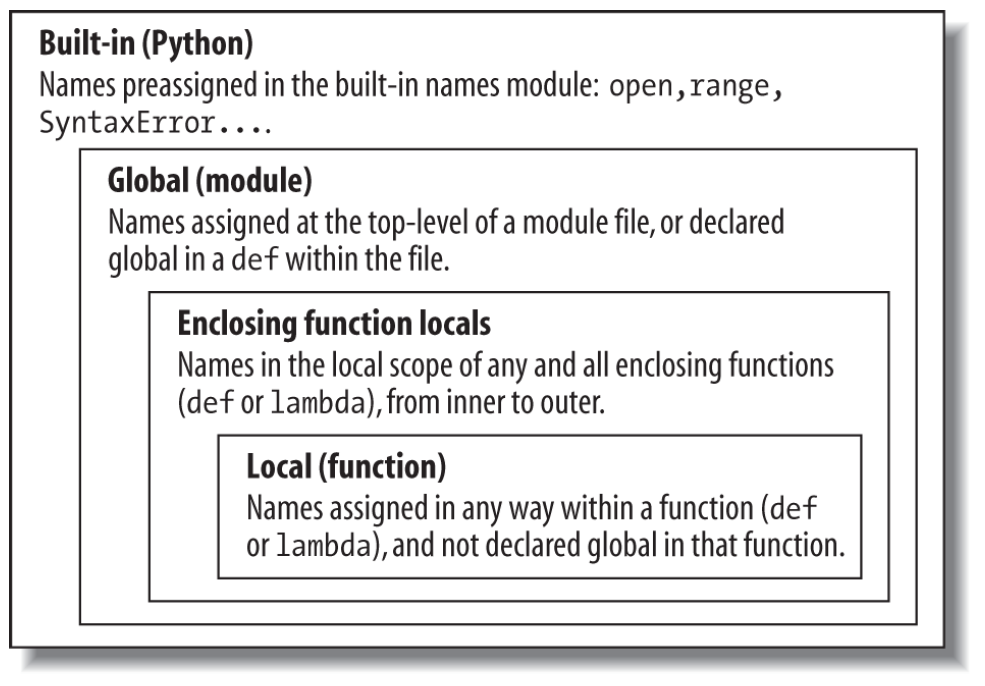 Built-in (Python)
Names preassigned in the built-in names module: open,range,
SyntaxError....
Global (module)
Names assigned at the top-level of a module file, or declared
global in a def within the file.
Enclosing function locals
Names in the local scope of any and all enclosing functions
(def or lambda), from inner to outer.
Local (function)
Names assigned in any way within a function (def
or lambda), and not declared global in that function.